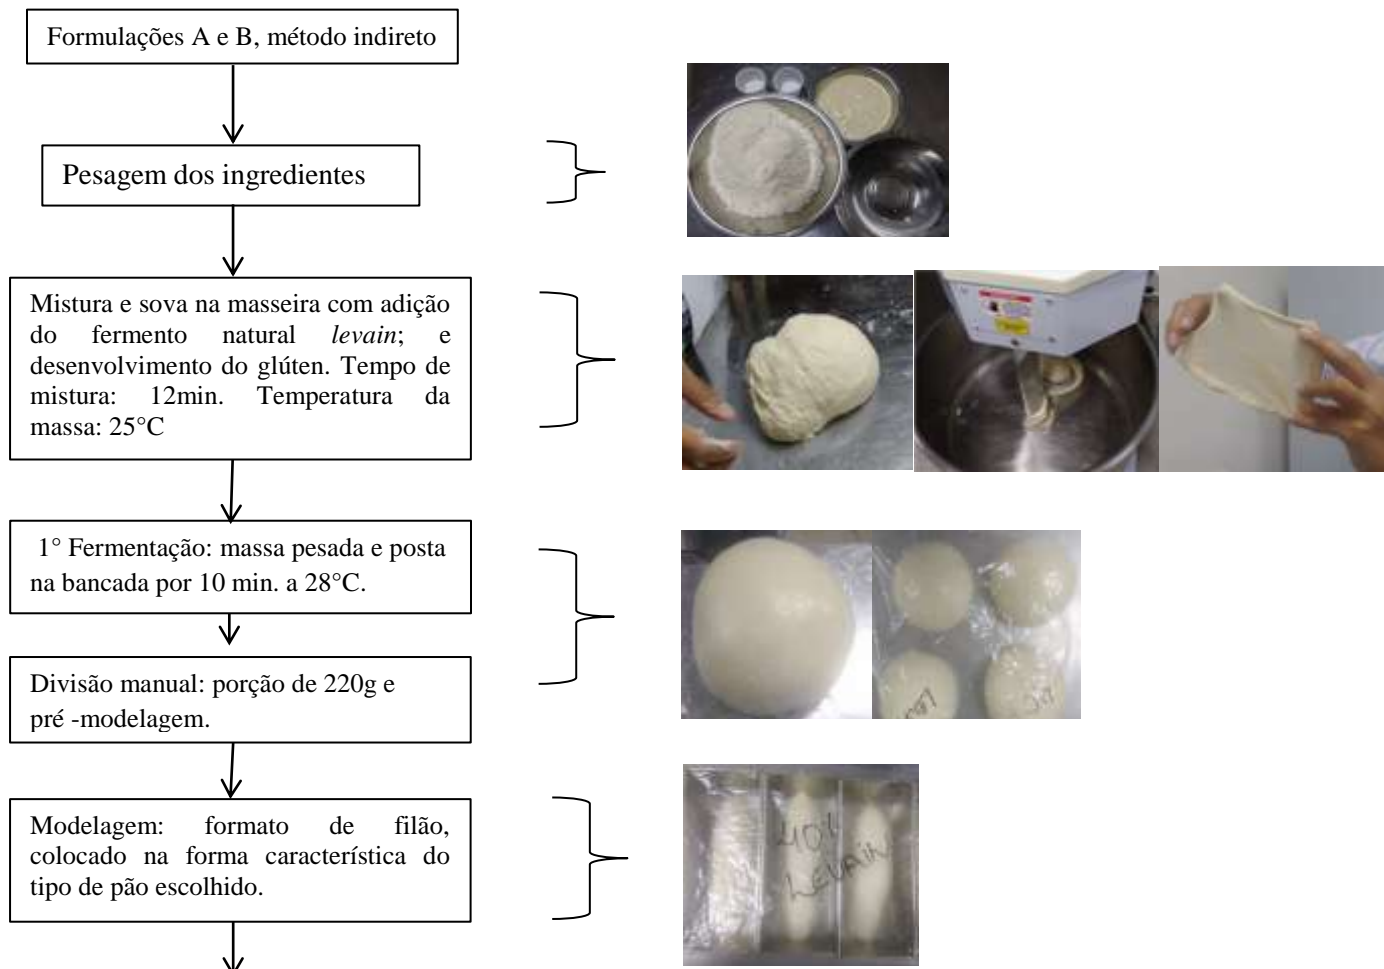 Formulações A e B, método indireto
Pesagem dos ingredientes
Mistura e sova na masseira com adição
do fermento natural levain; e
desenvolvimento do glúten. Tempo de
mistura: 12min. Temperatura da
massa: 25°C
1° Fermentação: massa pesada e posta
na bancada por 10 min. a 28°C.
Divisão manual: porção de 220g e
pré -modelagem.
Modelagem: formato de filão,
colocado na forma característica do
tipo de pão escolhido.
40%
LEVAIN